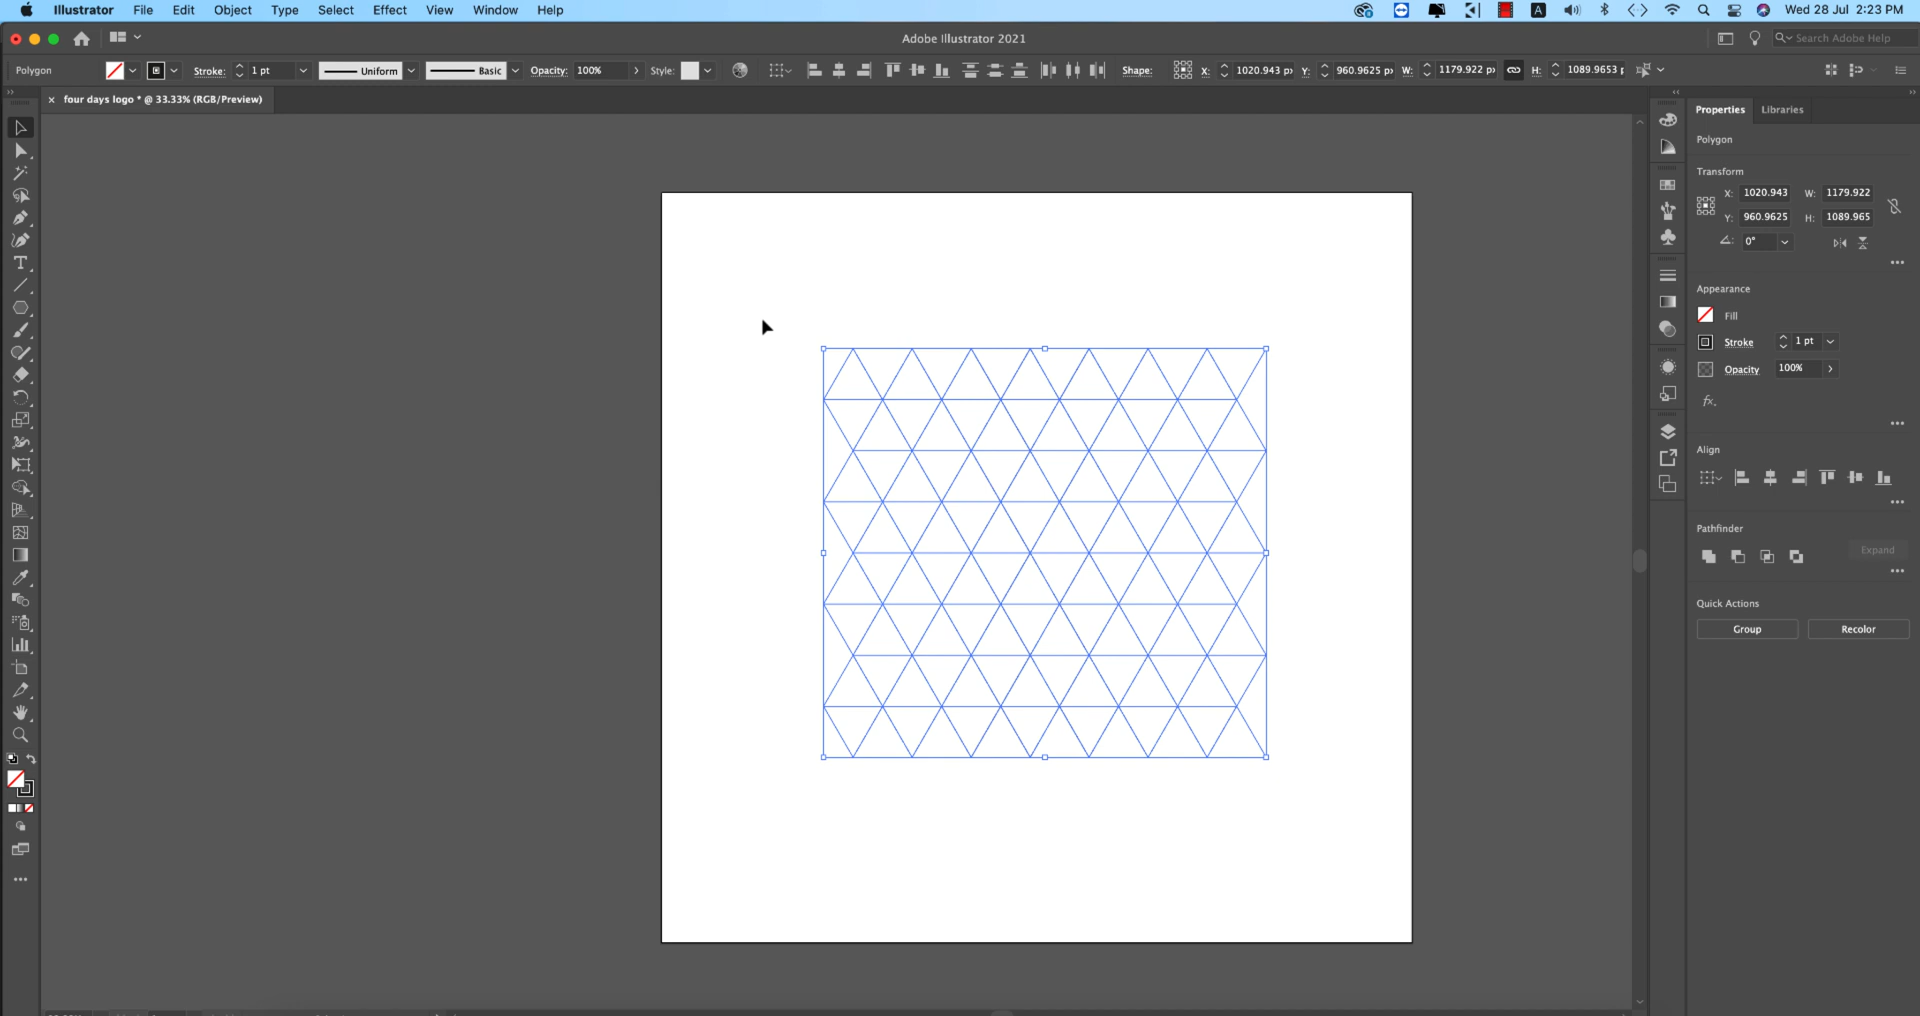 Illustrator File Edit Object Type Select Effect View Window Help A Wed 28 Jul 2:23 PM
Adobe Illustrator 2021 Search Adobe Help
Polygon Stroke: 1 pt Uniform Basic Opacity: 100% Style: Shape: X: 1020.943 px Y: 960.9625 px W: 1179.922 px H: 1089.9653 p
× four days logo * @ 33.33% (RGB/Preview)
Properties Libraries
Polygon
Transform
X: 1020.943 W: 1179.922
Y: 960.9625 H: 1089.965
0°
Appearance
Fill
Stroke 1 pt
Opacity 100%
fx.
Align
Pathfinder
Expand
Quick Actions
Group Recolor